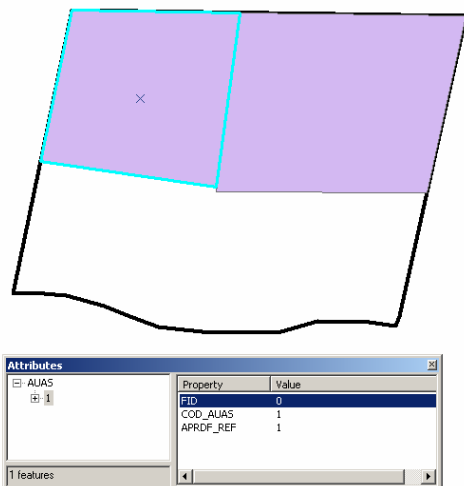 Attributes
AUAS
1
Property Value
FID 0
COD_AUAS 1
APRDF_REF 1
1 features